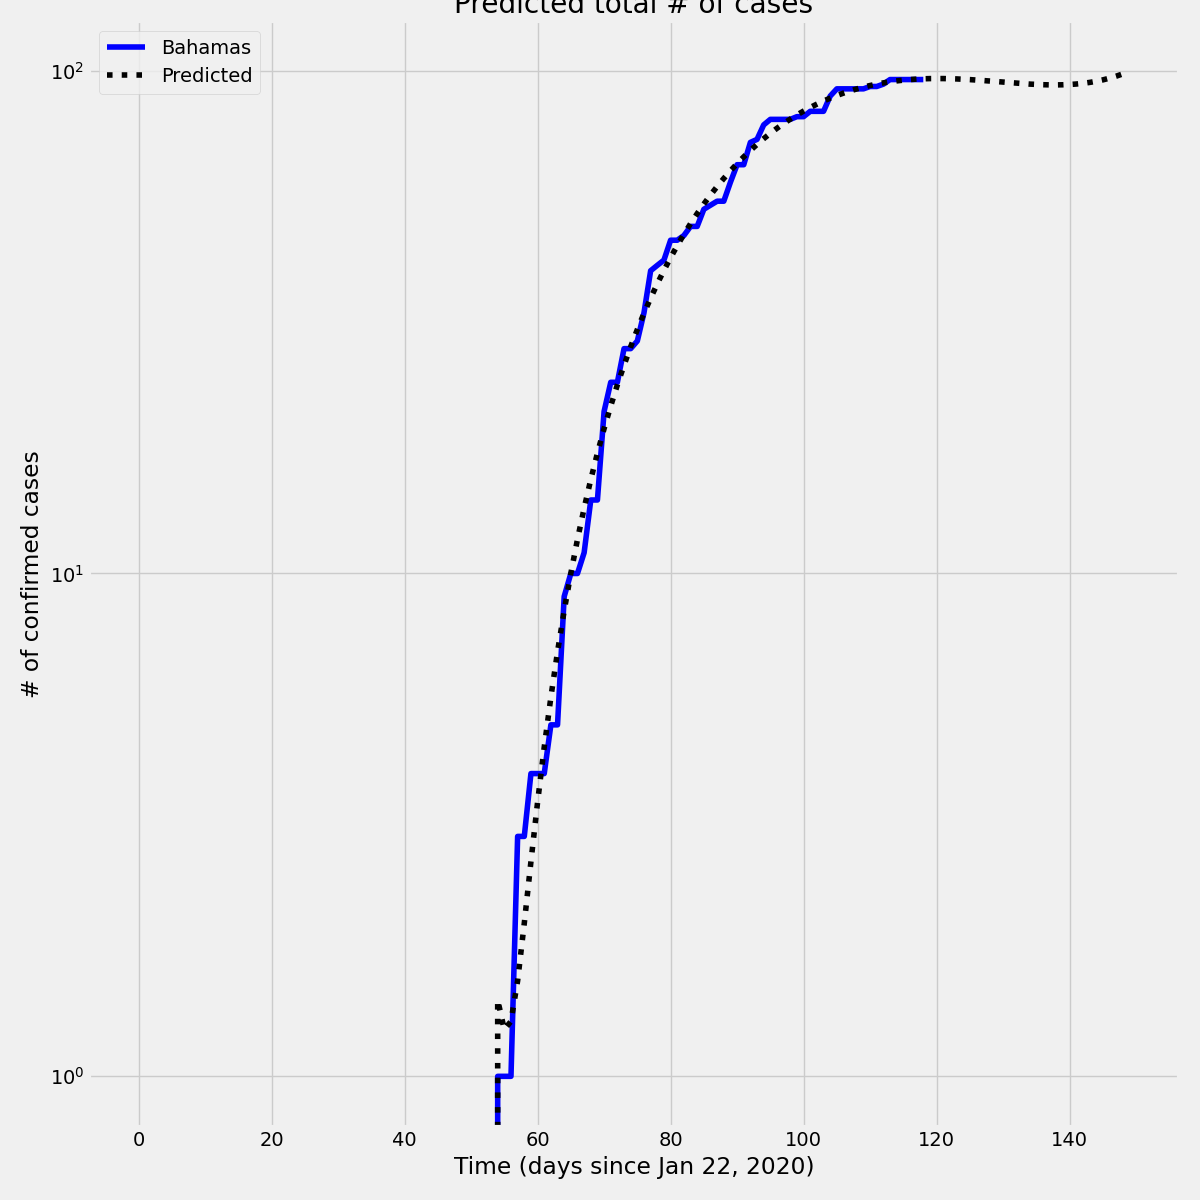 Predicted total # of cases
Bahamas
Predicted
10²
10¹
10⁰
# of confirmed cases
0 20 40 60 80 100 120 140
Time (days since Jan 22, 2020)